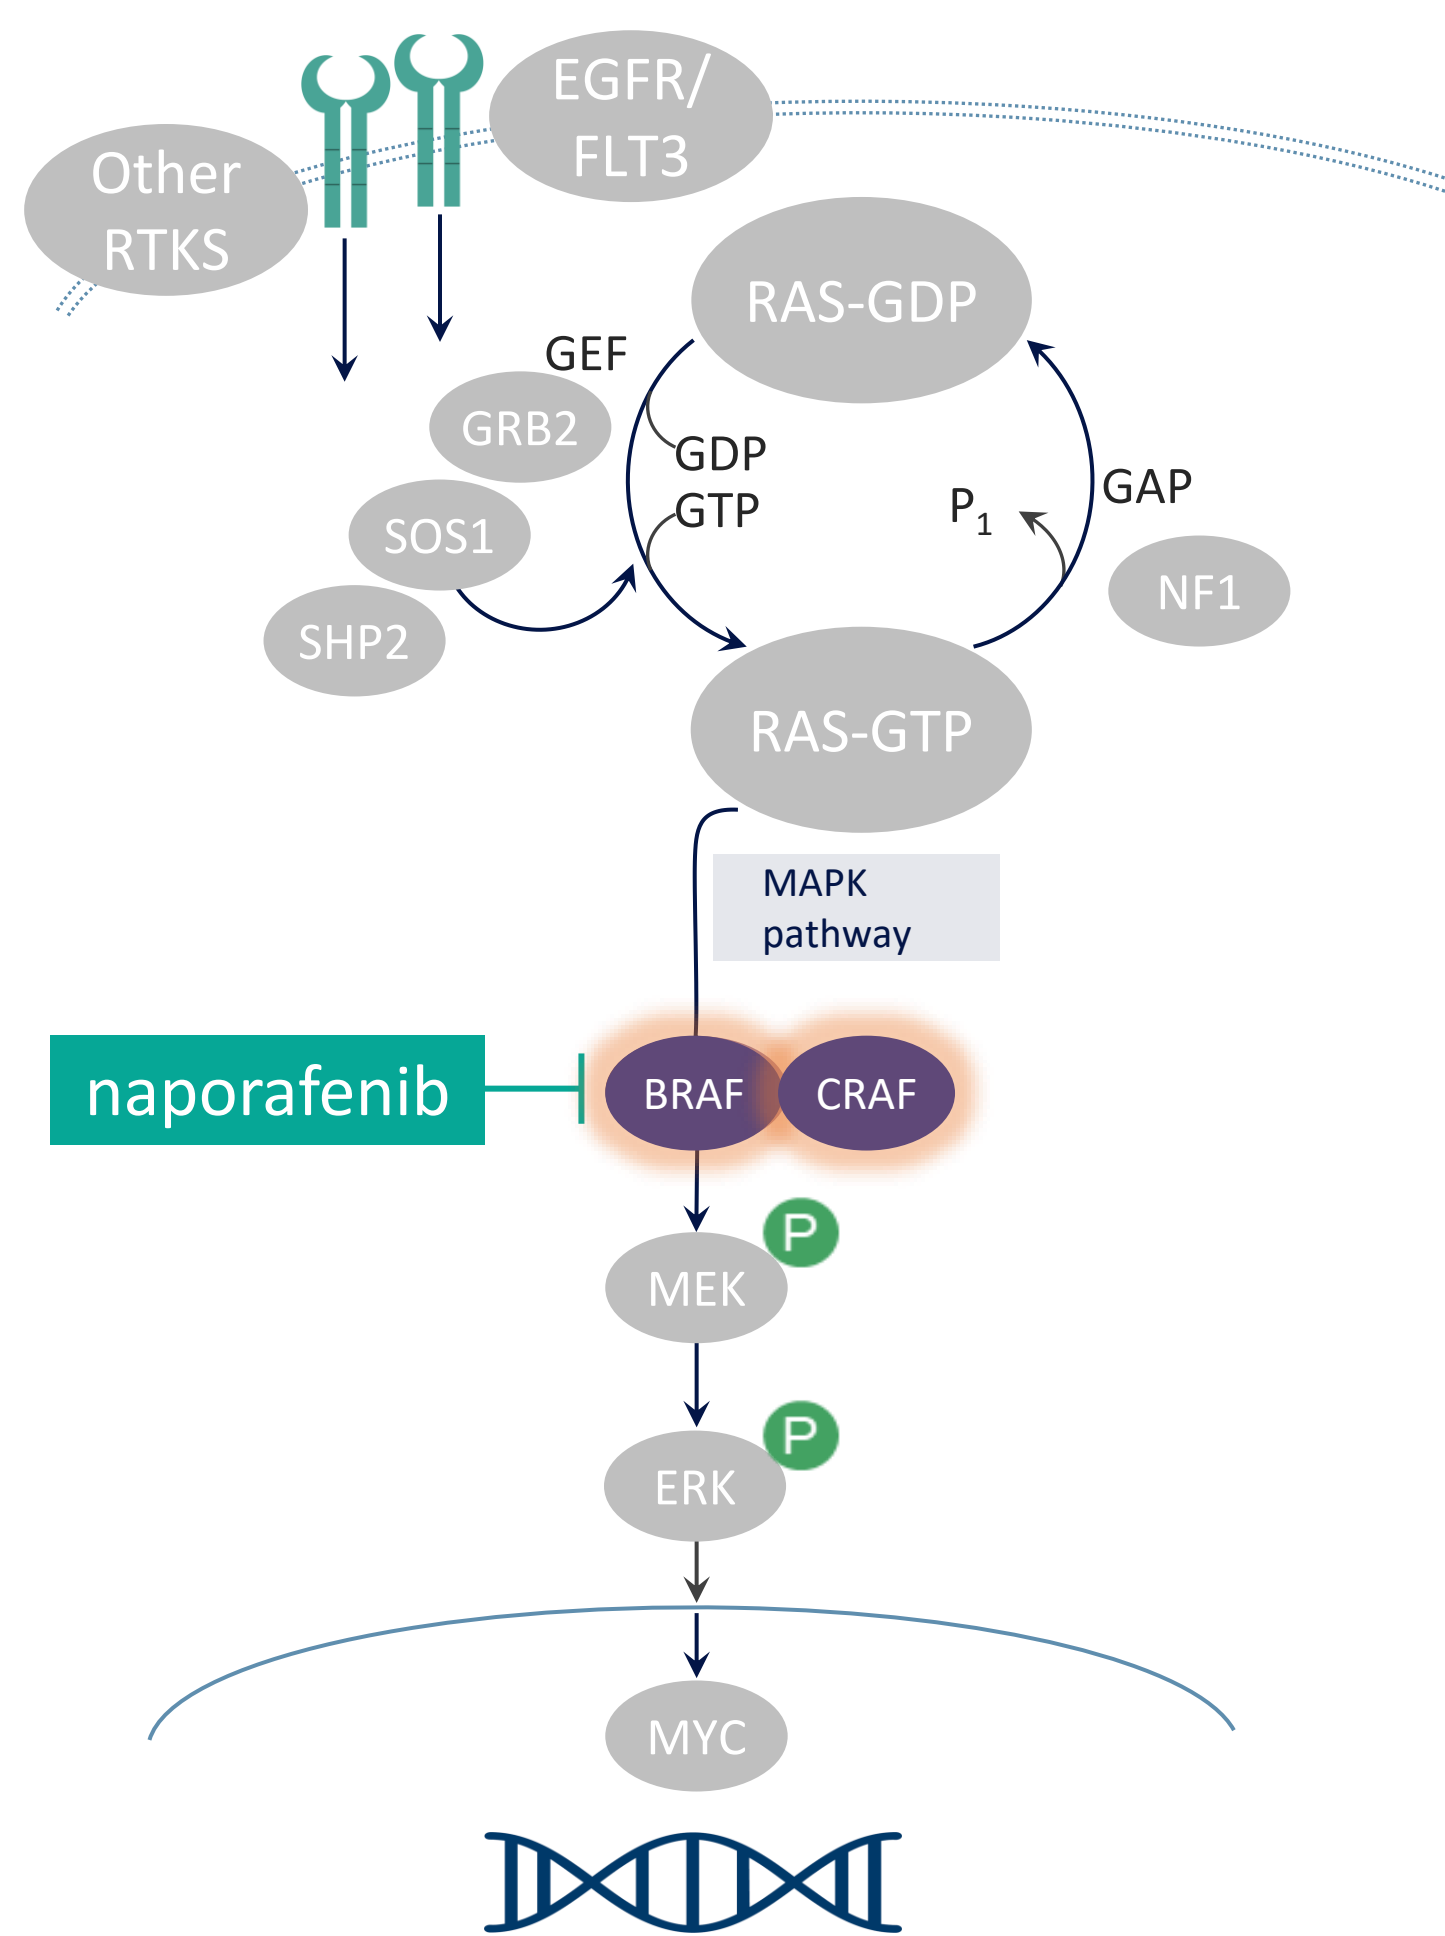 EGFR/
FLT3
Other
RTKS
RAS-GDP
GEF
GRB2
GDP
GTP
GAP
P1
SOS1
NF1
SHP2
RAS-GTP
MAPK
pathway
naporafenib
BRAF
CRAF
P
MEK
P
ERK
MYC